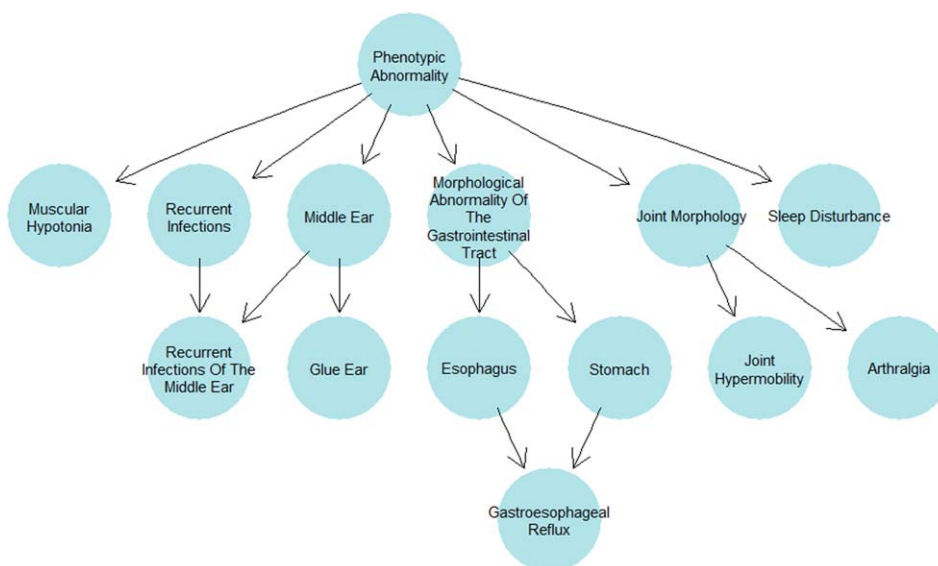 Phenotypic
Abnormality
Muscular
Hypotonia
Recurrent
Infections
Middle Ear
Morphological
Abnormality Of
The
Gastrointestinal
Tract
Joint Morphology
Sleep Disturbance
Recurrent
Infections Of The
Middle Ear
Glue Ear
Esophagus
Stomach
Joint
Hypermobility
Arthralgia
Gastroesophageal
Reflux